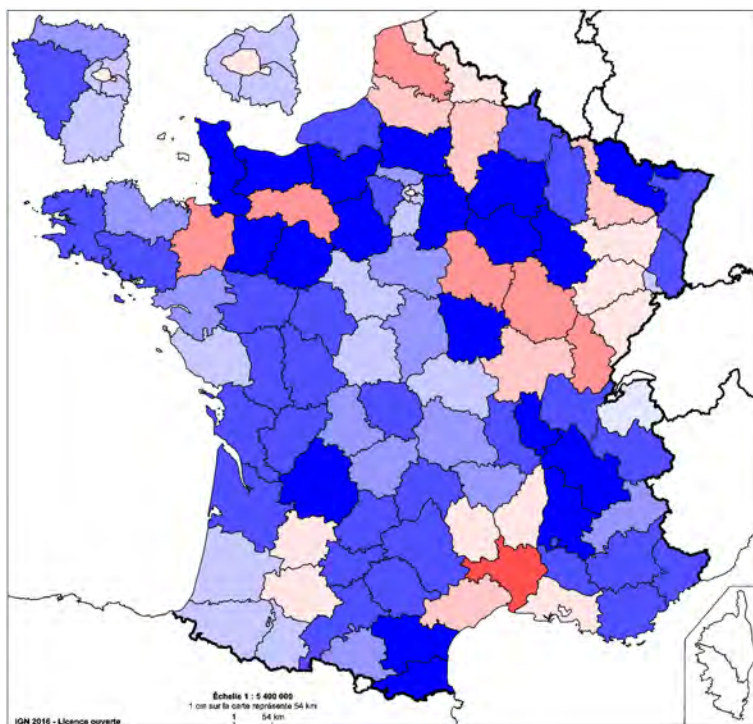 Échelle 1 : 5 400 000
1 cm sur la carte représente 54 km
1 54 km
IGN 2016 - Licence ouverte